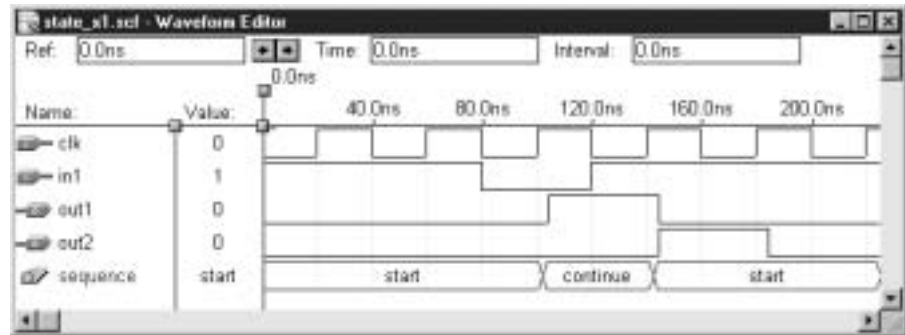 state_x1.scf - Waveform Editor
Ref: 0.0ns Time: 0.0ns Interval: 0.0ns
0.0ns
Name: Value: 40.0ns 80.0ns 120.0ns 160.0ns 200.0ns
clk 0
in1 1
out1 0
out2 0
sequence start start continue start